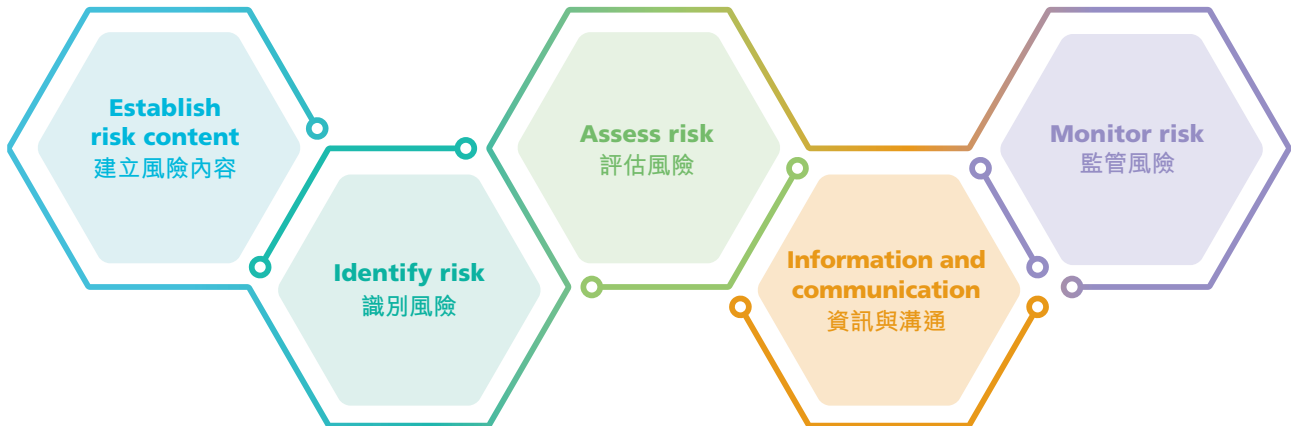 Establish
risk content
建立風險內容
Identify risk
識別風險
Assess risk
評估風險
Information and
communication
資訊與溝通
Monitor risk
監管風險